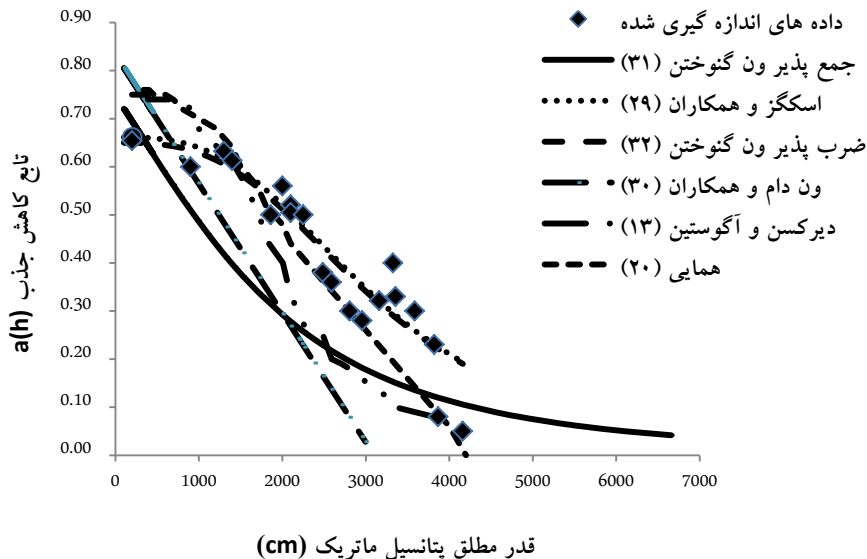 0.90
0.80
0.70
0.60
0.50
0.40
0.30
0.20
0.10
0.00
0
1000
2000
3000
4000
5000
6000
7000
تابع کاهش جذب a(h)
قدر مطلق پتانسیل ماتریک (cm)
داده های اندازه گیری شده
جمع پذیر ون گنوختن (۳۱)
اسکگز و همکاران (۲۹)
ضرب پذیر ون گنوختن (۳۲)
ون دام و همکاران (۳۰)
دیرکسن و آگوستین (۱۳)
همایی (۲۰)